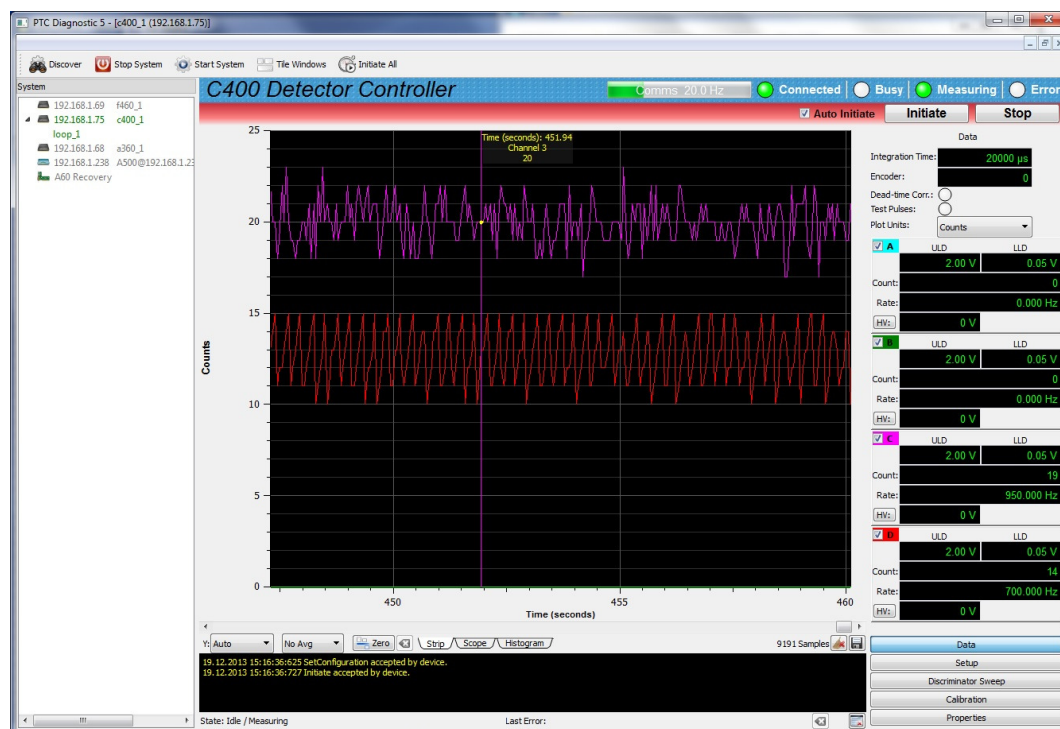 PTC Diagnostic 5 - [c400_1 (192.168.1.75)]
Discover Stop System Start System Tile Windows Initiate All
System
192.168.1.69 f460_1
192.168.1.75 c400_1
loop_1
192.168.1.68 a360_1
192.168.1.238 A500@192.168.1.23
A60 Recovery
C400 Detector Controller
Comms 20.0 Hz Connected Busy Measuring Error
Auto Initiate Initiate Stop
25
20
15
10
5
0
Counts
Time (seconds): 451.94
Channel 3
20
450 455 460
Time (seconds)
Data
Integration Time: 20000 µs
Encoder: 0
Dead-time Corr.:
Test Pulses:
Plot Units: Counts
A ULD LLD
2.00 V 0.05 V
Count: 0
Rate: 0.000 Hz
HV: 0 V
B ULD LLD
2.00 V 0.05 V
Count: 0
Rate: 0.000 Hz
HV: 0 V
C ULD LLD
2.00 V 0.05 V
Count: 19
Rate: 950.000 Hz
HV: 0 V
D ULD LLD
2.00 V 0.05 V
Count: 14
Rate: 700.000 Hz
HV: 0 V
Y: Auto No Avg Zero Strip Scope Histogram 9191 Samples
19.12.2013 15:16:36:625 SetConfiguration accepted by device.
19.12.2013 15:16:36:727 Initiate accepted by device.
Data
Setup
Discriminator Sweep
Calibration
Properties
State: Idle / Measuring Last Error: